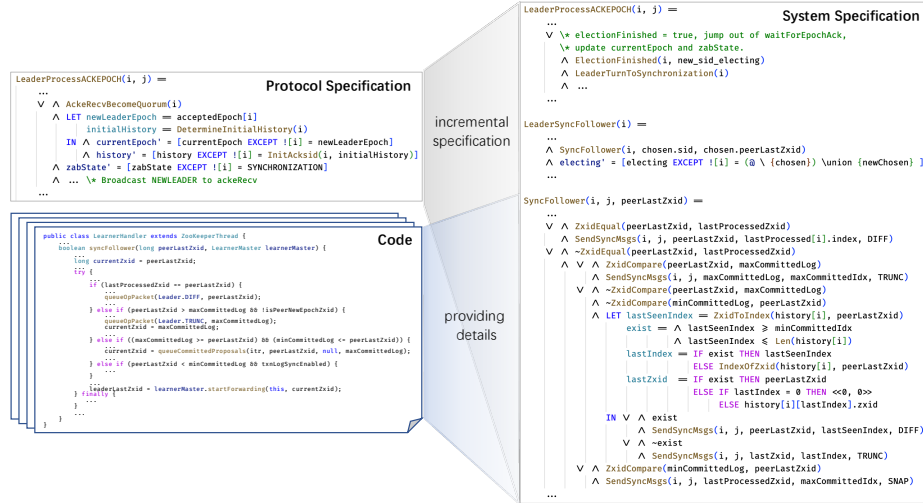 LeaderProcessACKEPOCH(i, j) ==
Protocol Specification
...
∨ ∧ AckeRecvBecomeQuorum(i)
∧ LET newLeaderEpoch == acceptedEpoch[i]
initialHistory == DetermineInitialHistory(i)
IN ∧ currentEpoch' = [currentEpoch EXCEPT ![i] = newLeaderEpoch]
∧ history' = [history EXCEPT ![i] = InitAcksid(i, initialHistory)]
∧ zabState' = [zabState EXCEPT ![i] = SYNCHRONIZATION]
∧ ... \* Broadcast NEWLEADER to ackeRecv
...
Code
public class LearnerHandler extends ZooKeeperThread {
...
boolean syncFollower(long peerLastZxid, LearnerMaster learnerMaster) {
...
long currentZxid = peerLastZxid;
...
try {
...
if (lastProcessedZxid == peerLastZxid) {
...
queueOpPacket(Leader.DIFF, peerLastZxid);
...
} else if (peerLastZxid > maxCommittedLog && !isPeerNewEpochZxid) {
...
queueOpPacket(Leader.TRUNC, maxCommittedLog);
currentZxid = maxCommittedLog;
...
} else if ((maxCommittedLog >= peerLastZxid) && (minCommittedLog <= peerLastZxid)) {
...
currentZxid = queueCommittedProposals(itr, peerLastZxid, null, maxCommittedLog);
...
} else if (peerLastZxid < minCommittedLog && txnLogSyncEnabled) {
...
}
...
leaderLastZxid = learnerMaster.startForwarding(this, currentZxid);
} finally {
...
}
...
}
}
incremental
specification
providing
details
LeaderProcessACKEPOCH(i, j) ==
System Specification
...
∨ \* electionFinished = true, jump out of waitForEpochAck,
\* update currentEpoch and zabState.
∧ ElectionFinished(i, new_sid_electing)
∧ LeaderTurnToSynchronization(i)
∧ ...
...
LeaderSyncFollower(i) ==
...
∧ SyncFollower(i, chosen.sid, chosen.peerLastZxid)
∧ electing' = [electing EXCEPT ![i] = (@ \ {chosen}) \union {newChosen} ]
...
SyncFollower(i, j, peerLastZxid) ==
...
∨ ∧ ZxidEqual(peerLastZxid, lastProcessedZxid)
∧ SendSyncMsgs(i, j, peerLastZxid, lastProcessed[i].index, DIFF)
∨ ∧ ~ZxidEqual(peerLastZxid, lastProcessedZxid)
∧ ∨ ∧ ZxidCompare(peerLastZxid, maxCommittedLog)
∧ SendSyncMsgs(i, j, maxCommittedLog, maxCommittedIdx, TRUNC)
∨ ∧ ~ZxidCompare(peerLastZxid, maxCommittedLog)
∧ ~ZxidCompare(minCommittedLog, peerLastZxid)
∧ LET lastSeenIndex == ZxidToIndex(history[i], peerLastZxid)
exist == ∧ lastSeenIndex ⩾ minCommittedIdx
∧ lastSeenIndex ⩽ Len(history[i])
lastIndex == IF exist THEN lastSeenIndex
ELSE IndexOfZxid(history[i], peerLastZxid)
lastZxid == IF exist THEN peerLastZxid
ELSE IF lastIndex = 0 THEN <<0, 0>>
ELSE history[i][lastIndex].zxid
IN ∨ ∧ exist
∧ SendSyncMsgs(i, j, peerLastZxid, lastSeenIndex, DIFF)
∨ ∧ ~exist
∧ SendSyncMsgs(i, j, lastZxid, lastIndex, TRUNC)
∨ ∧ ZxidCompare(minCommittedLog, peerLastZxid)
∧ SendSyncMsgs(i, j, lastProcessedZxid, maxCommittedIdx, SNAP)
...